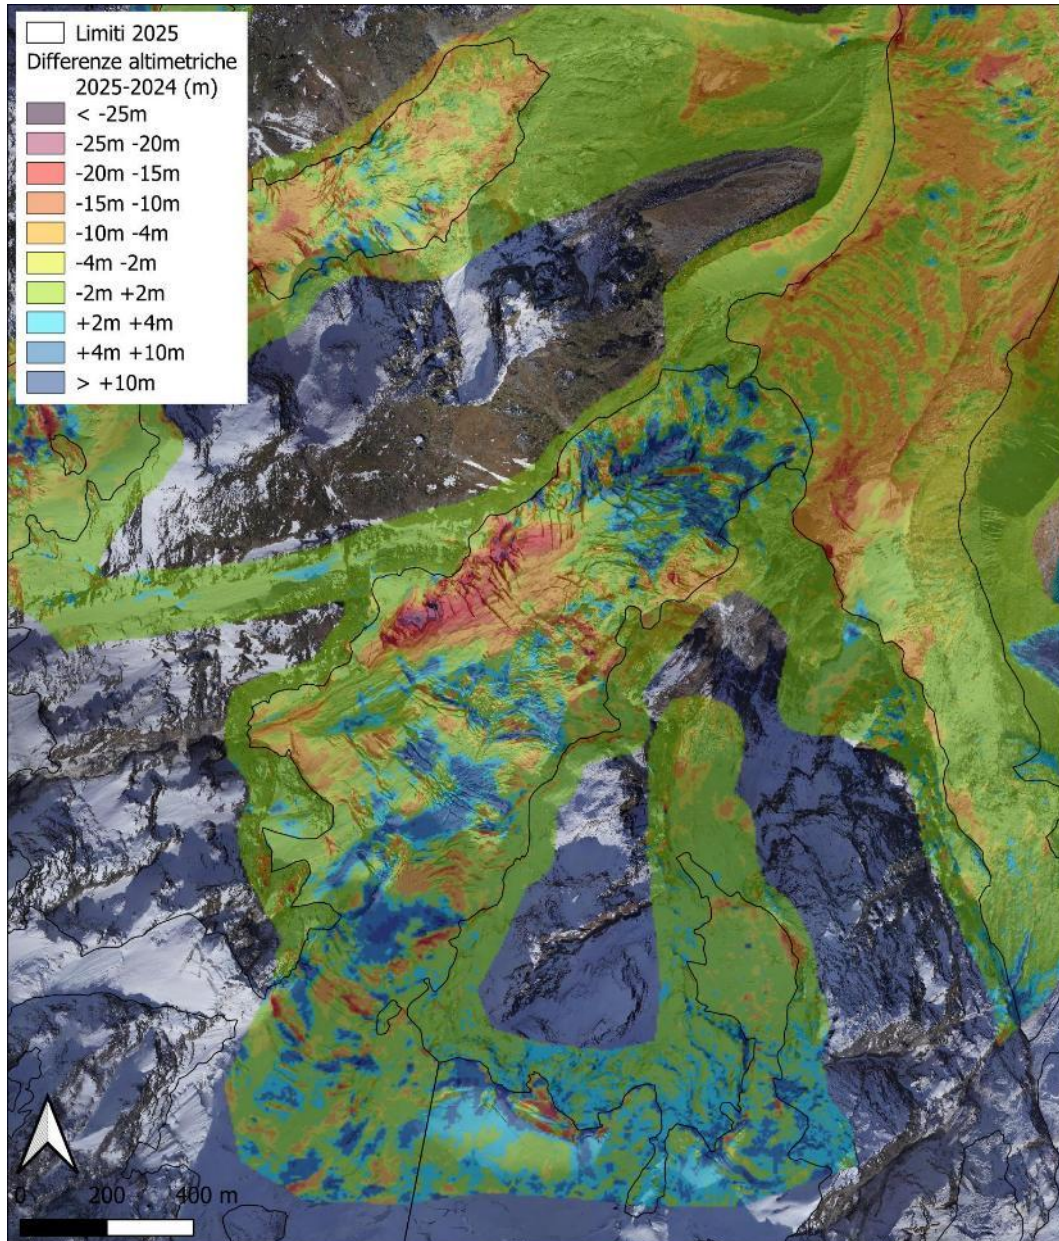 Limiti 2025
Differenze altimetriche
2025-2024 (m)
< -25m
-25m -20m
-20m -15m
-15m -10m
-10m -4m
-4m -2m
-2m +2m
+2m +4m
+4m +10m
> +10m
0 200 400 m